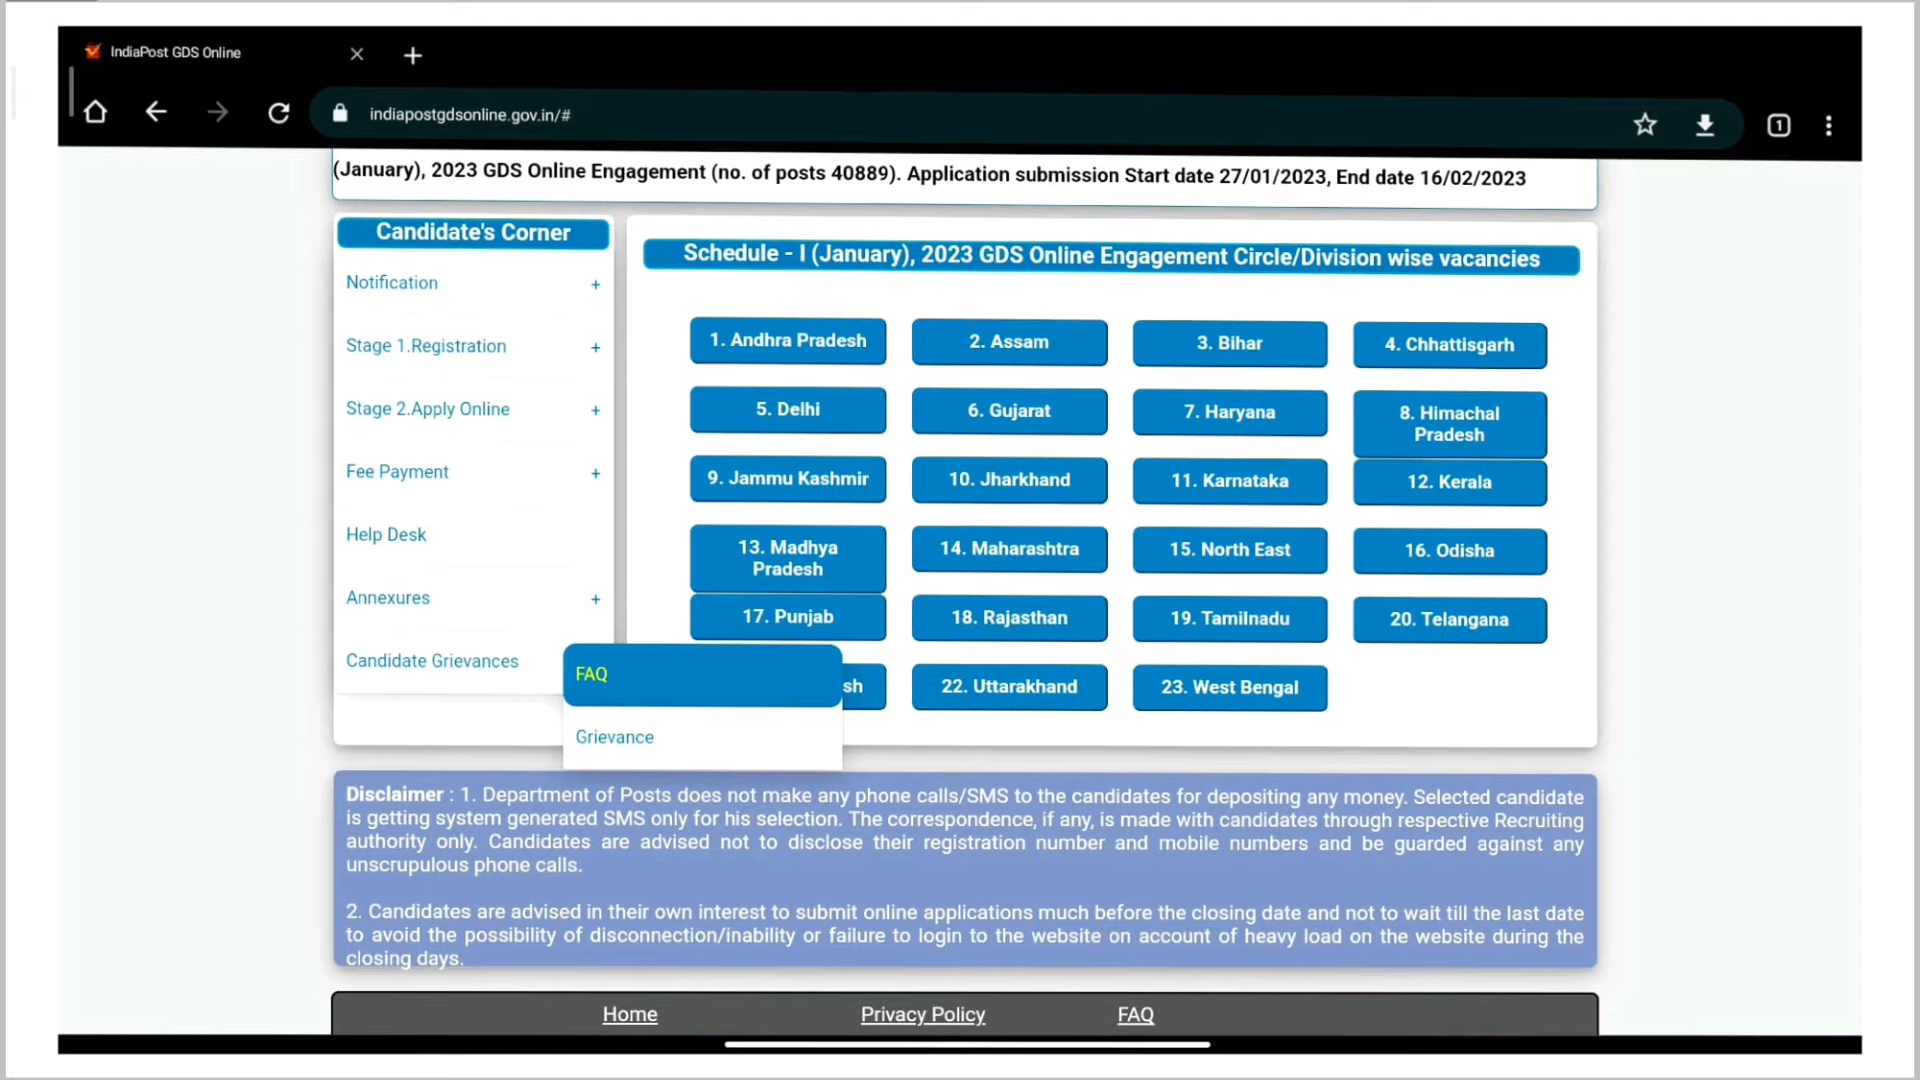 IndiaPost GDS Online
indiapostgdsonline.gov.in/#
1
(January), 2023 GDS Online Engagement (no. of posts 40889). Application submission Start date 27/01/2023, End date 16/02/2023
Candidate's Corner
Notification +
Stage 1.Registration +
Stage 2.Apply Online +
Fee Payment +
Help Desk
Annexures +
Candidate Grievances
FAQ
Grievance
Schedule - I (January), 2023 GDS Online Engagement Circle/Division wise vacancies
1. Andhra Pradesh
2. Assam
3. Bihar
4. Chhattisgarh
5. Delhi
6. Gujarat
7. Haryana
8. Himachal
Pradesh
9. Jammu Kashmir
10. Jharkhand
11. Karnataka
12. Kerala
13. Madhya
Pradesh
14. Maharashtra
15. North East
16. Odisha
17. Punjab
18. Rajasthan
19. Tamilnadu
20. Telangana
sh
22. Uttarakhand
23. West Bengal
Disclaimer : 1. Department of Posts does not make any phone calls/SMS to the candidates for depositing any money. Selected candidate
is getting system generated SMS only for his selection. The correspondence, if any, is made with candidates through respective Recruiting
authority only. Candidates are advised not to disclose their registration number and mobile numbers and be guarded against any
unscrupulous phone calls.
2. Candidates are advised in their own interest to submit online applications much before the closing date and not to wait till the last date
to avoid the possibility of disconnection/inability or failure to login to the website on account of heavy load on the website during the
closing days.
Home
Privacy Policy
FAQ